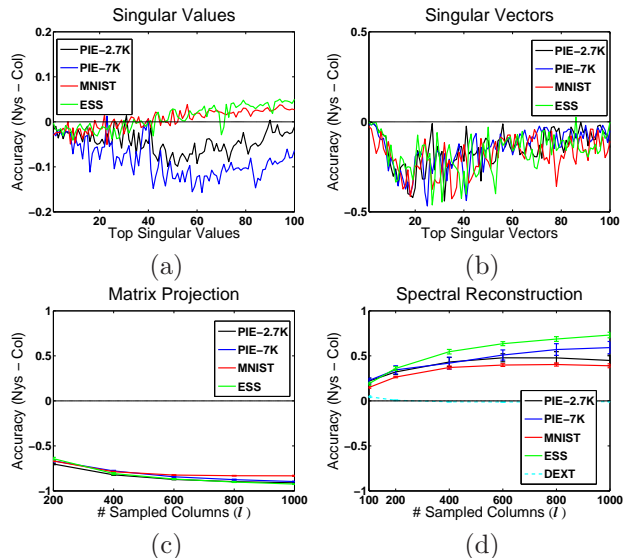 Singular Values
0.2
0.1
0
−0.1
−0.2
20
40
60
80
100
Accuracy (Nys − Col)
Top Singular Values
PIE−2.7K
PIE−7K
MNIST
ESS
(a)
Singular Vectors
0.5
0
−0.5
20
40
60
80
100
Accuracy (Nys − Col)
Top Singular Vectors
PIE−2.7K
PIE−7K
MNIST
ESS
(b)
Matrix Projection
1
0.5
0
−0.5
−1
200
400
600
800
1000
Accuracy (Nys − Col)
# Sampled Columns (l)
PIE−2.7K
PIE−7K
MNIST
ESS
(c)
Spectral Reconstruction
1
0.5
0
−0.5
−1
100
200
400
600
800
1000
Accuracy (Nys − Col)
# Sampled Columns (l)
PIE−2.7K
PIE−7K
MNIST
ESS
DEXT
(d)